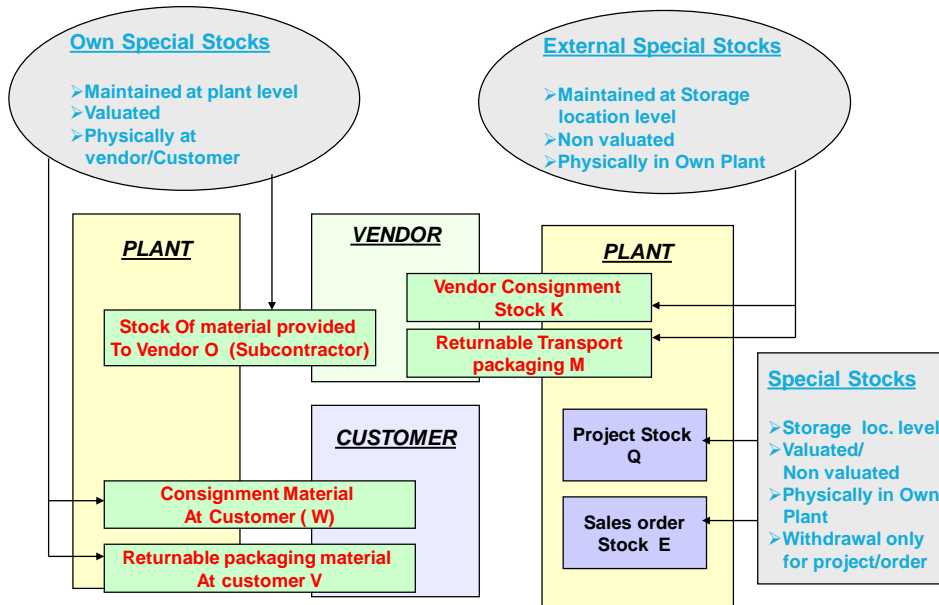 Own Special Stocks
➢Maintained at plant level
➢Valuated
➢Physically at
vendor/Customer
External Special Stocks
➢Maintained at Storage
location level
➢Non valuated
➢Physically in Own Plant
PLANT
VENDOR
PLANT
Vendor Consignment
Stock K
Stock Of material provided
To Vendor O (Subcontractor)
Returnable Transport
packaging M
Special Stocks
➢Storage loc. level
➢Valuated/
Non valuated
➢Physically in Own
Plant
➢Withdrawal only
for project/order
CUSTOMER
Project Stock
Q
Consignment Material
At Customer ( W)
Sales order
Stock E
Returnable packaging material
At customer V